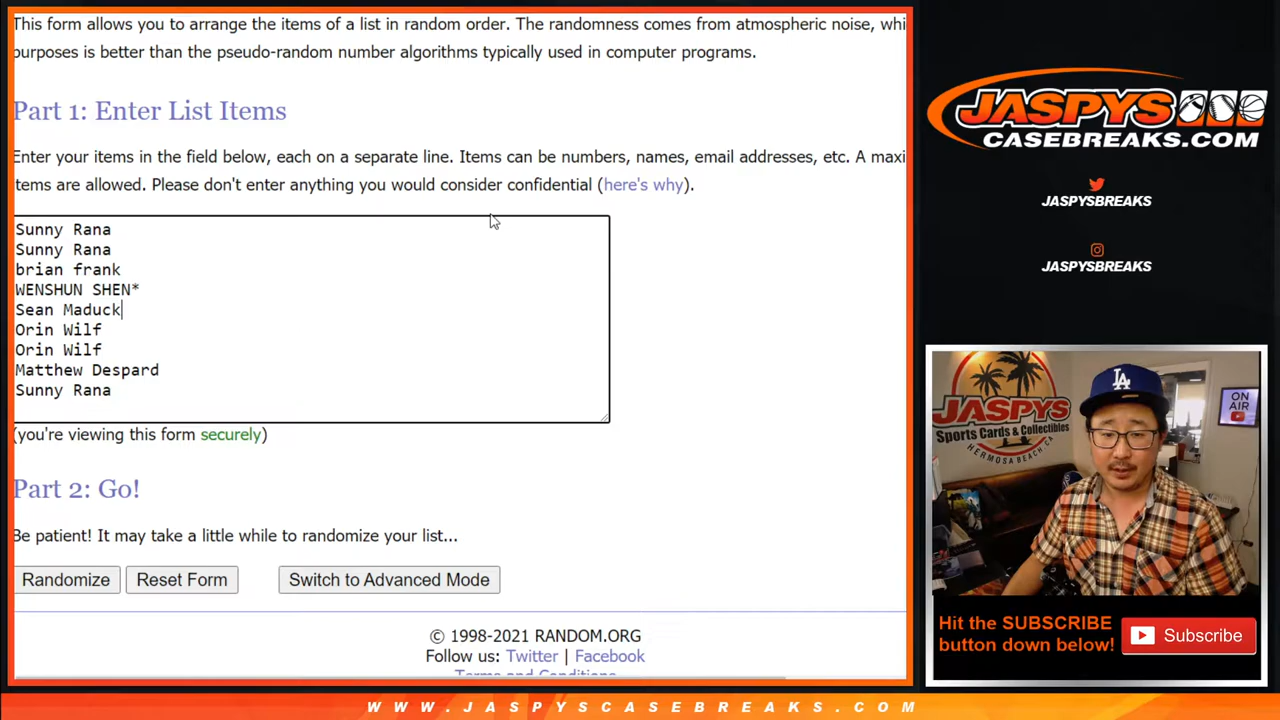 This form allows you to arrange the items of a list in random order. The randomness comes from atmospheric noise, whi
purposes is better than the pseudo-random number algorithms typically used in computer programs.
Part 1: Enter List Items
Enter your items in the field below, each on a separate line. Items can be numbers, names, email addresses, etc. A maxi
items are allowed. Please don't enter anything you would consider confidential (here's why).
Sunny Rana
Sunny Rana
brian frank
WENSHUN SHEN*
Sean Maduck
Orin Wilf
Orin Wilf
Matthew Despard
Sunny Rana
(you're viewing this form securely)
Part 2: Go!
Be patient! It may take a little while to randomize your list...
Randomize Reset Form Switch to Advanced Mode
© 1998-2021 RANDOM.ORG
Follow us: Twitter | Facebook
Terms and Conditions
JASPYS
CASEBREAKS.COM
JASPYSBREAKS
JASPYSBREAKS
JASPYS
Sports Cards & Collectibles
HERMOSA BEACH, CA
LA
ON
AIR
Hit the SUBSCRIBE
button down below!
Subscribe
WWW.JASPYSCASEBREAKS.COM